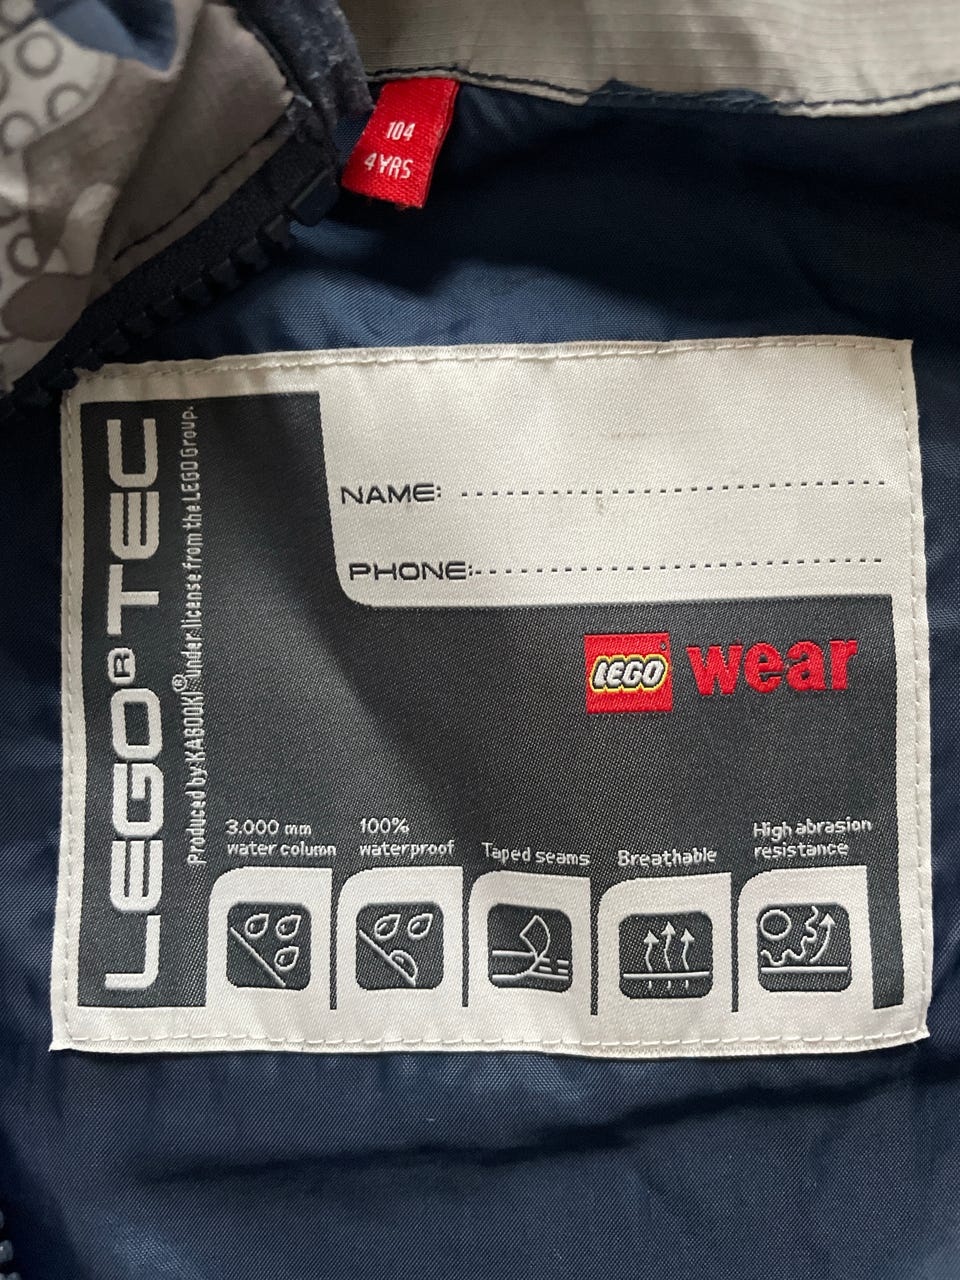 104
4YRS
NAME:
PHONE:
LEGO® TEC
Produced by KABOOKI® under license from the LEGO Group.
LEGO® wear
3.000 mm
water column
100%
waterproof
Taped seams
Breathable
High abrasion
resistance